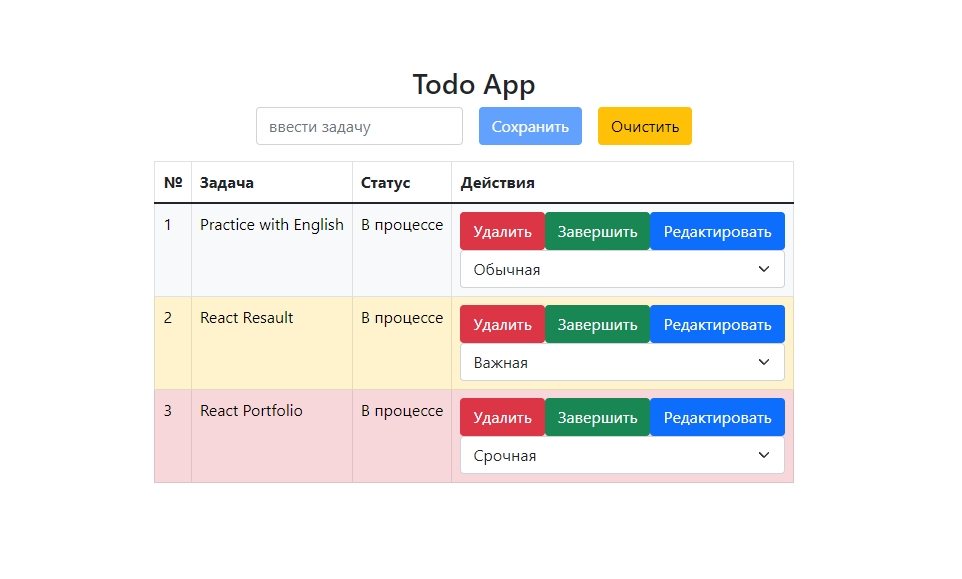 Todo App
ввести задачу Сохранить Очистить
№ Задача Статус Действия
1 Practice with English В процессе Удалить Завершить Редактировать
Обычная
2 React Resault В процессе Удалить Завершить Редактировать
Важная
3 React Portfolio В процессе Удалить Завершить Редактировать
Срочная